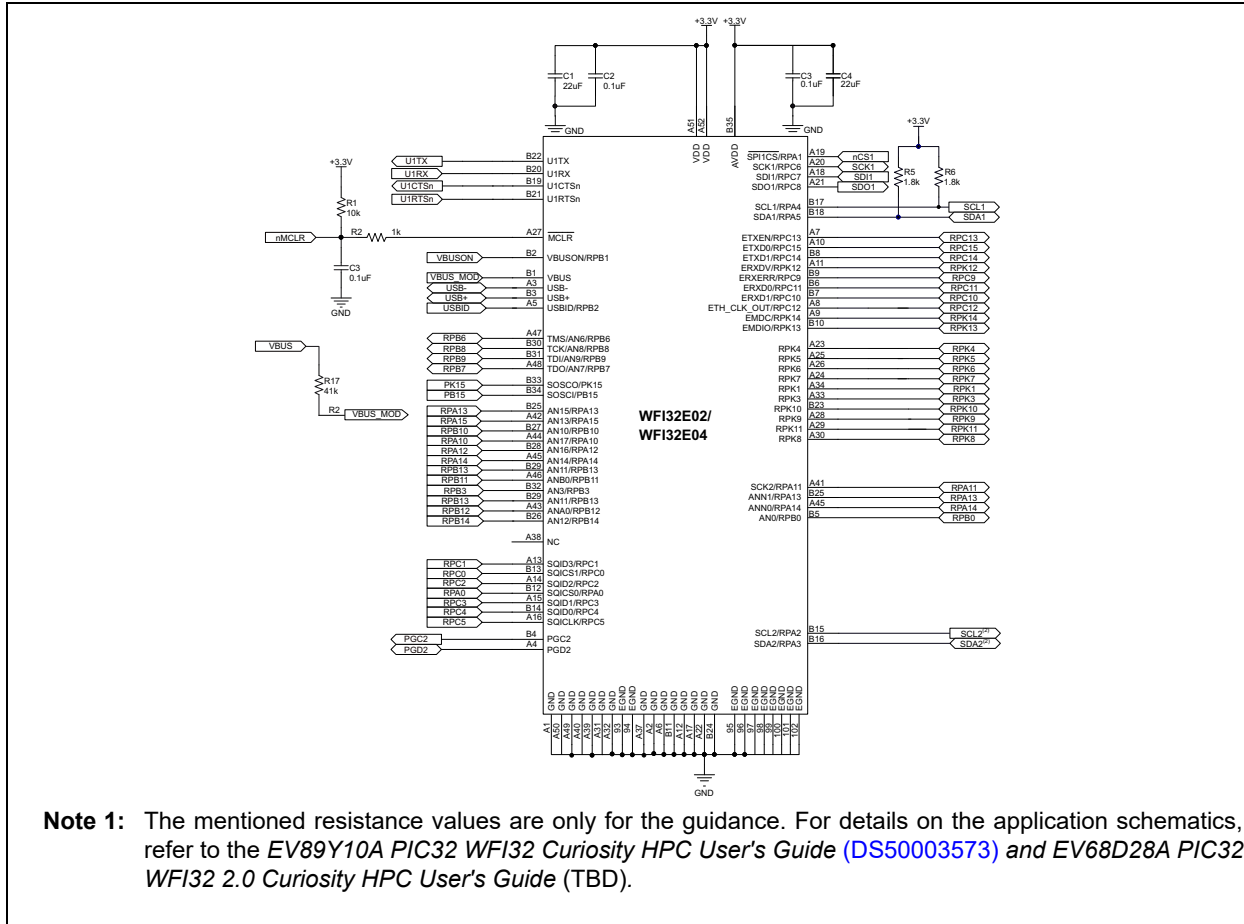 +3.3V +3.3V
C1
22uF
C2
0.1uF
C3
0.1uF
C4
22uF
GND
GND
A51
A52
B35
VDD
VDD
AVDD
+3.3V
R5
1.8k
R6
1.8k
U1TX B22 U1TX
U1RX B20 U1RX
U1CTSn B19 U1CTSn
U1RTSn B21 U1RTSn
+3.3V
R1
10k
nMCLR R2 1k A27 MCLR
C3
0.1uF
GND
VBUSON B2 VBUSON/RPB1
VBUS_MOD B1 VBUS
USB- A3 USB-
USB+ B3 USB+
USBID A5 USBID/RPB2
RPB6 A47 TMS/AN6/RPB6
RPB8 B30 TCK/AN8/RPB8
RPB9 B31 TDI/AN9/RPB9
RPB7 A48 TDO/AN7/RPB7
VBUS
R17
41k
R2 VBUS_MOD
PK15 B33 SOSCO/PK15
PB15 B34 SOSCI/PB15
RPA13 B25 AN15/RPA13
RPA15 A42 AN13/RPA15
RPB10 B27 AN10/RPB10
RPA10 A44 AN17/RPA10
RPA12 B28 AN16/RPA12
RPA14 A45 AN14/RPA14
RPB13 B29 AN11/RPB13
RPB11 A46 ANB0/RPB11
RPB3 B32 AN3/RPB3
RPB13 B29 AN11/RPB13
RPB12 A43 ANA0/RPB12
RPB14 B26 AN12/RPB14
A38 NC
RPC1 A13 SQID3/RPC1
RPC0 B13 SQICS1/RPC0
RPC2 A14 SQID2/RPC2
RPA0 B12 SQICS0/RPA0
RPC3 A15 SQID1/RPC3
RPC4 B14 SQID0/RPC4
RPC5 A16 SQICLK/RPC5
PGC2 B4 PGC2
PGD2 A4 PGD2
WFI32E02/
WFI32E04
SPI1CS/RPA1 A19 nCS1
SCK1/RPC6 A20 SCK1
SDI1/RPC7 A18 SDI1
SDO1/RPC8 A21 SDO1
SCL1/RPA4 B17 SCL1
SDA1/RPA5 B18 SDA1
ETXEN/RPC13 A7 RPC13
ETXD0/RPC15 A10 RPC15
ETXD1/RPC14 B8 RPC14
ERXDV/RPK12 A11 RPK12
ERXERR/RPC9 B9 RPC9
ERXD0/RPC11 B6 RPC11
ERXD1/RPC10 B7 RPC10
ETH_CLK_OUT/RPC12 A8 RPC12
EMDC/RPK14 A9 RPK14
EMDIO/RPK13 B10 RPK13
RPK4 A23 RPK4
RPK5 A25 RPK5
RPK6 A26 RPK6
RPK7 A24 RPK7
RPK1 A34 RPK1
RPK3 A33 RPK3
RPK10 B23 RPK10
RPK9 A28 RPK9
RPK11 A29 RPK11
RPK8 A30 RPK8
SCK2/RPA11 A41 RPA11
ANN1/RPA13 B25 RPA13
ANN0/RPA14 A45 RPA14
AN0/RPB0 B5 RPB0
SCL2/RPA2 B15 SCL2(2)
SDA2/RPA3 B16 SDA2(2)
GND GND GND GND GND GND GND EGND EGND GND GND GND GND GND GND GND GND EGND EGND EGND EGND EGND EGND EGND EGND
A1 A50 A49 A40 A39 A31 A32 93 94 A37 A2 A6 B11 A12 A17 A22 B24 95 96 97 98 99 100 101 102
GND
Note 1: The mentioned resistance values are only for the guidance. For details on the application schematics,
refer to the EV89Y10A PIC32 WFI32 Curiosity HPC User's Guide (DS50003573) and EV68D28A PIC32
WFI32 2.0 Curiosity HPC User's Guide (TBD).